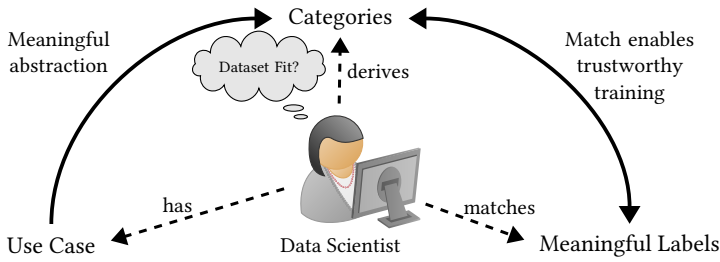 Categories
Meaningful
abstraction
Dataset Fit?
derives
Match enables
trustworthy
training
has
matches
Use Case
Data Scientist
Meaningful Labels